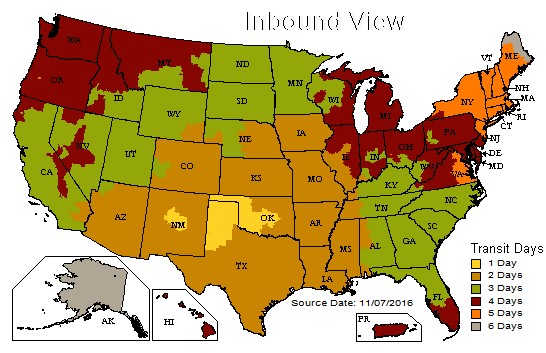 Inbound View
WA
OR
MT
ND
MN
ID
SD
WY
WI
MI
VT
ME
NH
NY
MA
RI
CT
PA
NJ
DE
MD
NV
UT
CA
NE
IA
CO
KS
MO
IN
OH
WV
VA
KY
NC
TN
SC
AZ
NM
OK
AR
MS
AL
GA
TX
LA
FL
Transit Days
1 Day
2 Days
3 Days
4 Days
5 Days
6 Days
Source Date: 11/07/2016
AK
HI
PR